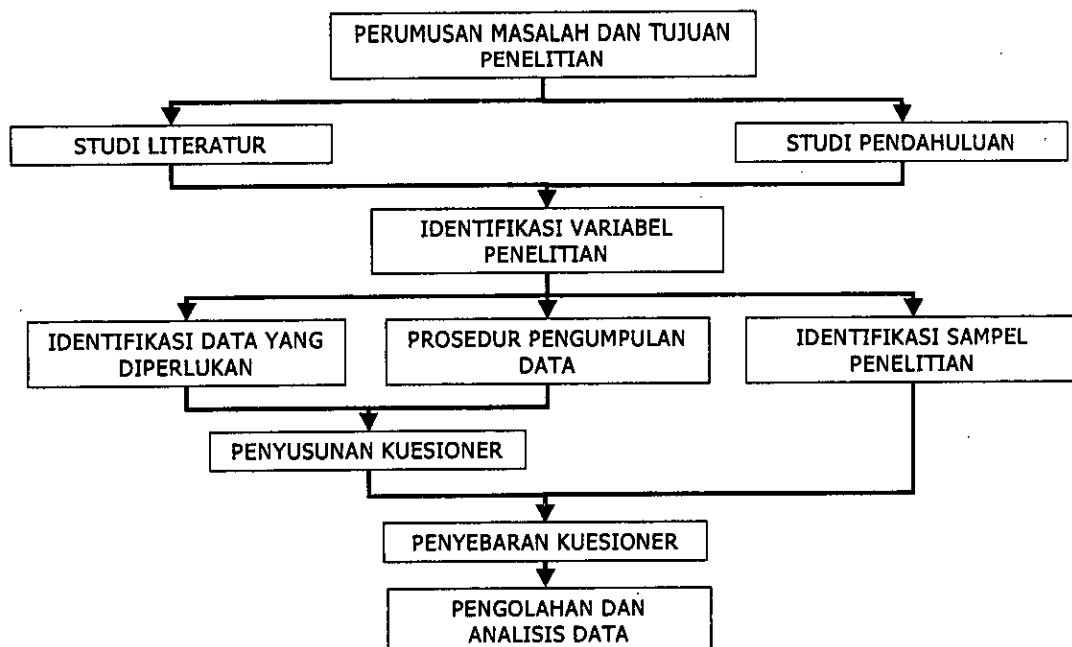 PERUMUSAN MASALAH DAN TUJUAN
PENELITIAN
STUDI LITERATUR
STUDI PENDAHULUAN
IDENTIFIKASI VARIABEL
PENELITIAN
IDENTIFIKASI DATA YANG
DIPERLUKAN
PROSEDUR PENGUMPULAN
DATA
IDENTIFIKASI SAMPEL
PENELITIAN
PENYUSUNAN KUESIONER
PENYEBARAN KUESIONER
PENGOLAHAN DAN
ANALISIS DATA